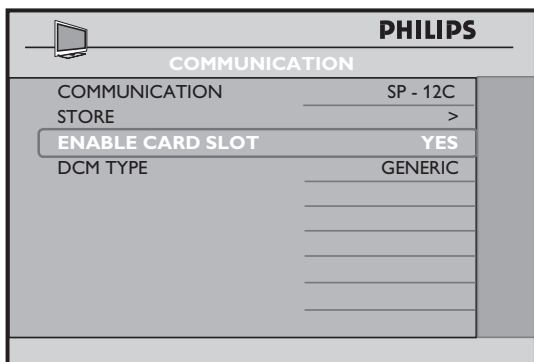 PHILIPS
COMMUNICATION
COMMUNICATION SP - 12C
STORE >
ENABLE CARD SLOT YES
DCM TYPE GENERIC